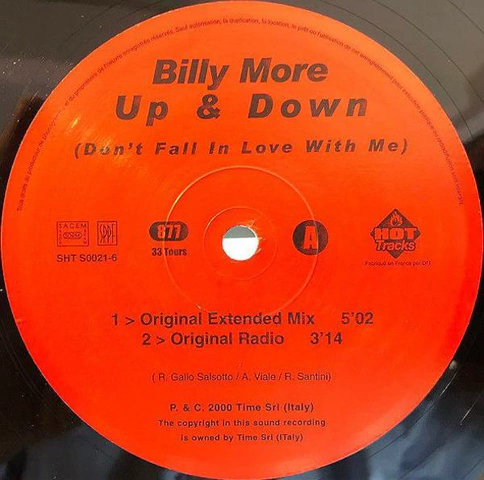 Billy More
Up & Down
(Don't Fall In Love With Me)
SACEM
SPPF
877
A
HOT
Tracks
SHT S0021-6
33 Tours
Fabriqué en France par DFI
1 > Original Extended Mix 5'02
2 > Original Radio 3'14
( R. Gallo Salsotto / A. Viale / R. Santini)
P. & C. 2000 Time Srl (Italy)
The copyright in this sound recording
is owned by Time Srl (ITaly)